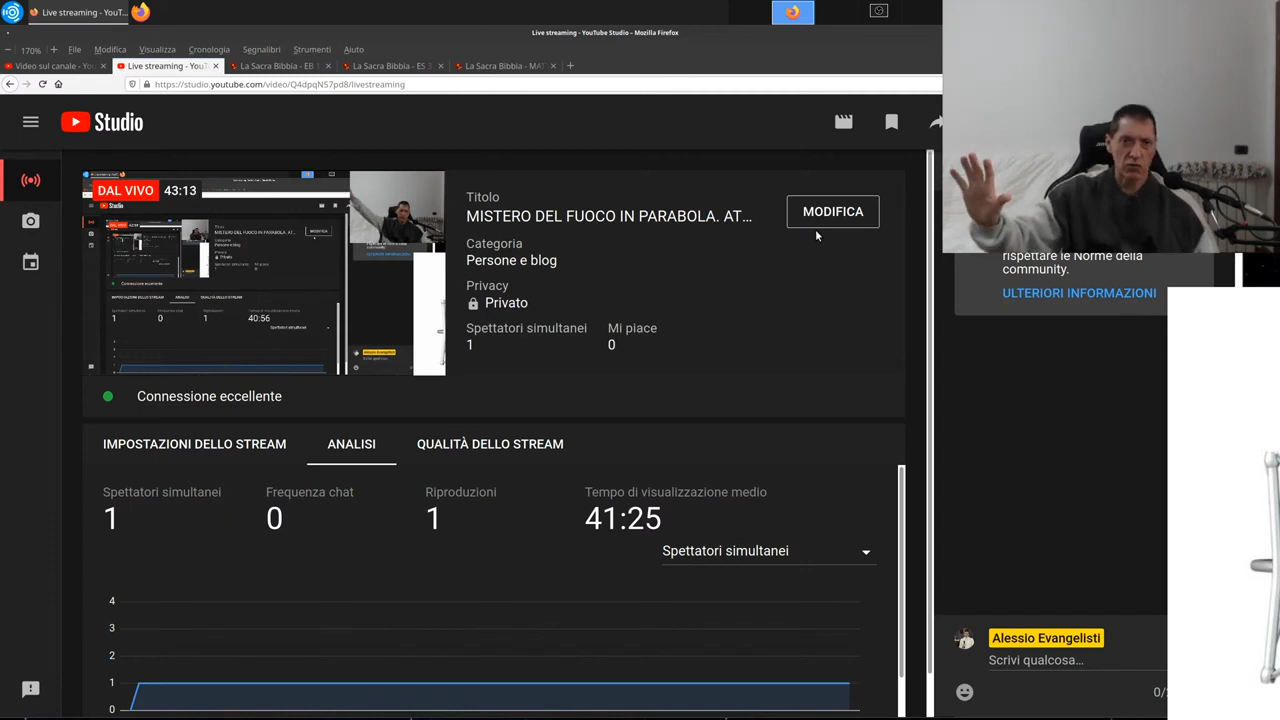 Live streaming - YouT...
Live streaming - YouTube Studio - Mozilla Firefox
170%
File Modifica Visualizza Cronologia Segnalibri Strumenti Aiuto
Video sul canale - You
Live streaming - YouTu
La Sacra Bibbia - EB 1
La Sacra Bibbia - ES 3
La Sacra Bibbia - MAT
https://studio.youtube.com/video/Q4dpqN57pd8/livestreaming
Studio
DAL VIVO 43:13
Titolo
MISTERO DEL FUOCO IN PARABOLA. AT...
MODIFICA
Categoria
Persone e blog
Privacy
Privato
Spettatori simultanei Mi piace
1 0
Connessione eccellente
rispettare le Norme della
community.
ULTERIORI INFORMAZIONI
IMPOSTAZIONI DELLO STREAM ANALISI QUALITÀ DELLO STREAM
Spettatori simultanei Frequenza chat Riproduzioni Tempo di visualizzazione medio
1 0 1 41:25
Spettatori simultanei
4
3
2
1
0
Alessio Evangelisti
Scrivi qualcosa...
0/